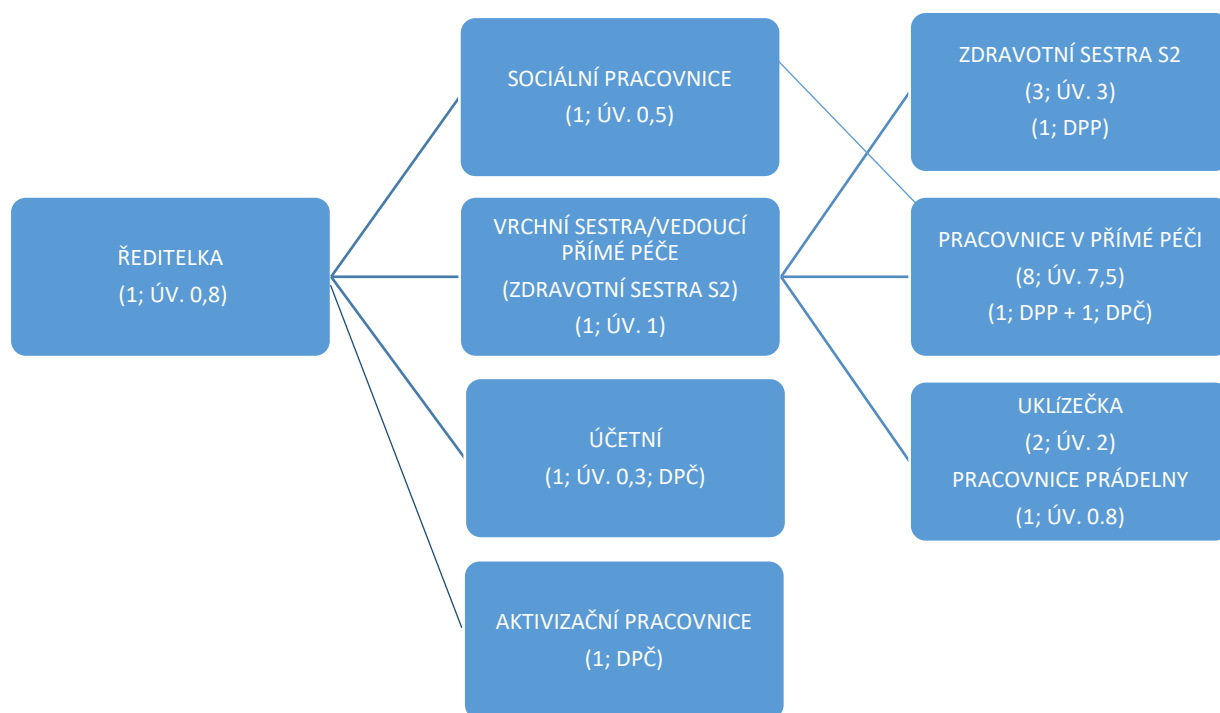 ŘEDITELKA
(1; ÚV. 0,8)
SOCIÁLNÍ PRACOVNICE
(1; ÚV. 0,5)
VRCHNÍ SESTRA/VEDOUCÍ
PŘÍMÉ PÉČE
(ZDRAVOTNÍ SESTRA S2)
(1; ÚV. 1)
ÚČETNÍ
(1; ÚV. 0,3; DPČ)
AKTIVIZAČNÍ PRACOVNICE
(1; DPČ)
ZDRAVOTNÍ SESTRA S2
(3; ÚV. 3)
(1; DPP)
PRACOVNICE V PŘÍMÉ PÉČI
(8; ÚV. 7,5)
(1; DPP + 1; DPČ)
UKLíZEČKA
(2; ÚV. 2)
PRACOVNICE PRÁDELNY
(1; ÚV. 0.8)